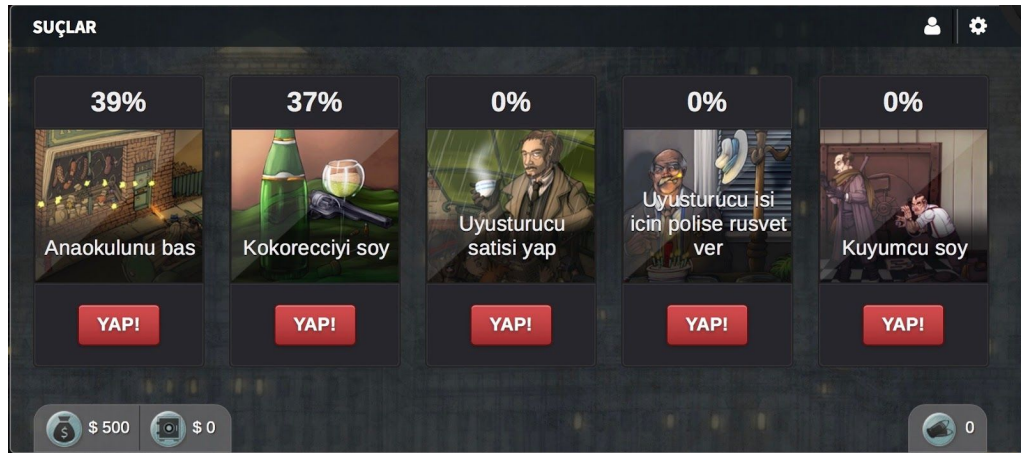 SUÇLAR
39%
37%
0%
0%
0%
Anaokulunu bas
Kokorecciyi soy
Uyusturucu
satisi yap
Uyusturucu isi
icin polise rusvet
ver
Kuyumcu soy
YAP!
YAP!
YAP!
YAP!
YAP!
$ 500
$ 0
0